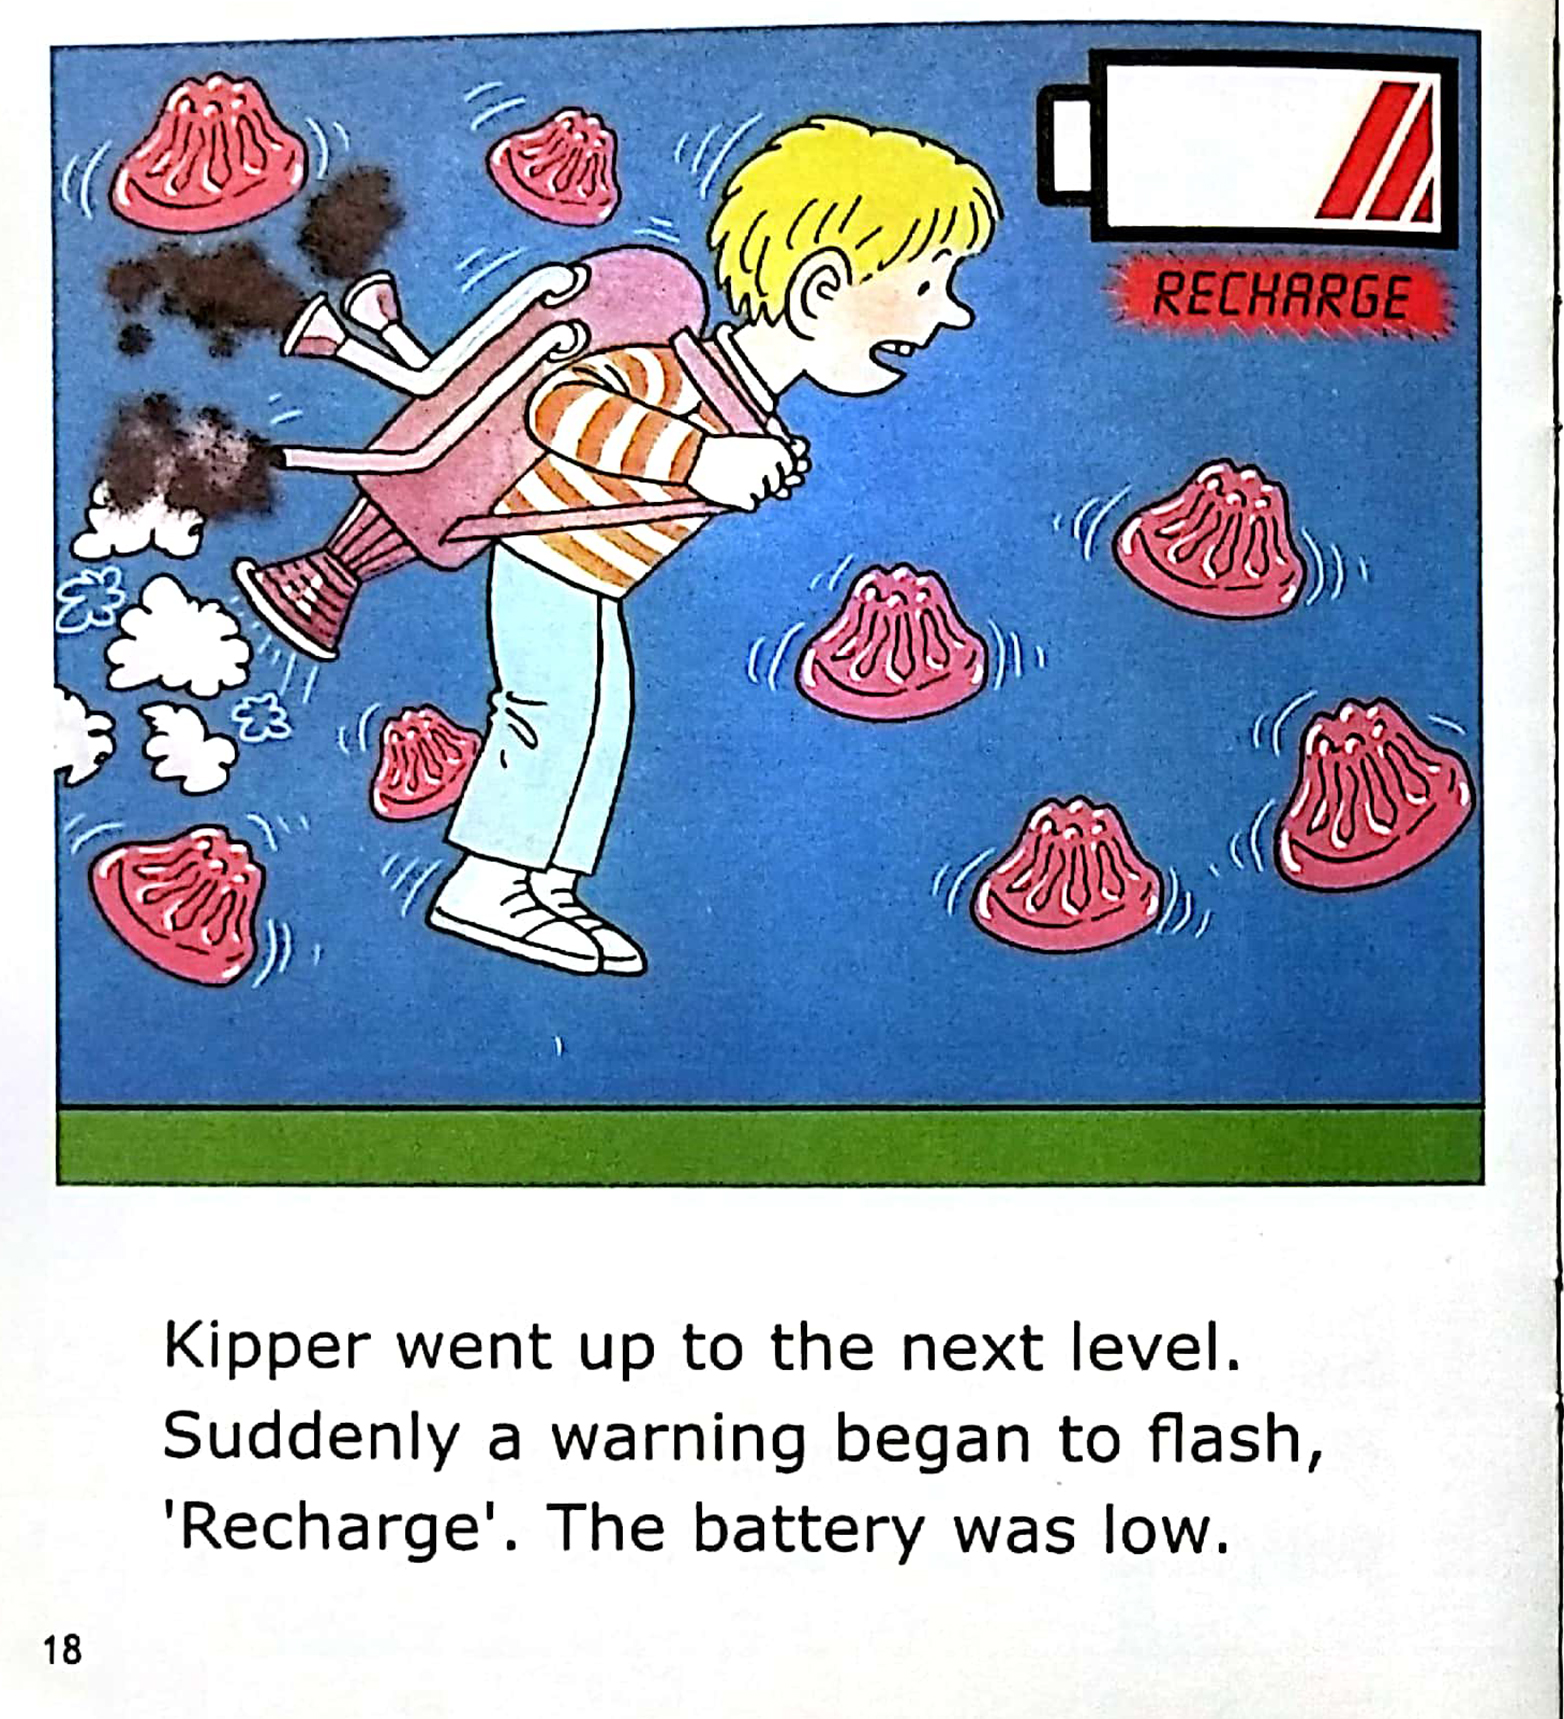 RECHARGE
Kipper went up to the next level.
Suddenly a warning began to flash,
'Recharge'. The battery was low.
18